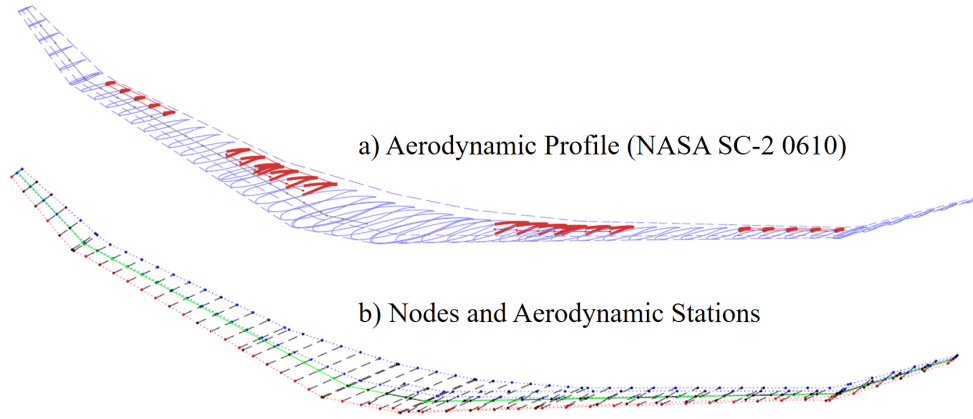 a) Aerodynamic Profile (NASA SC-2 0610)
b) Nodes and Aerodynamic Stations